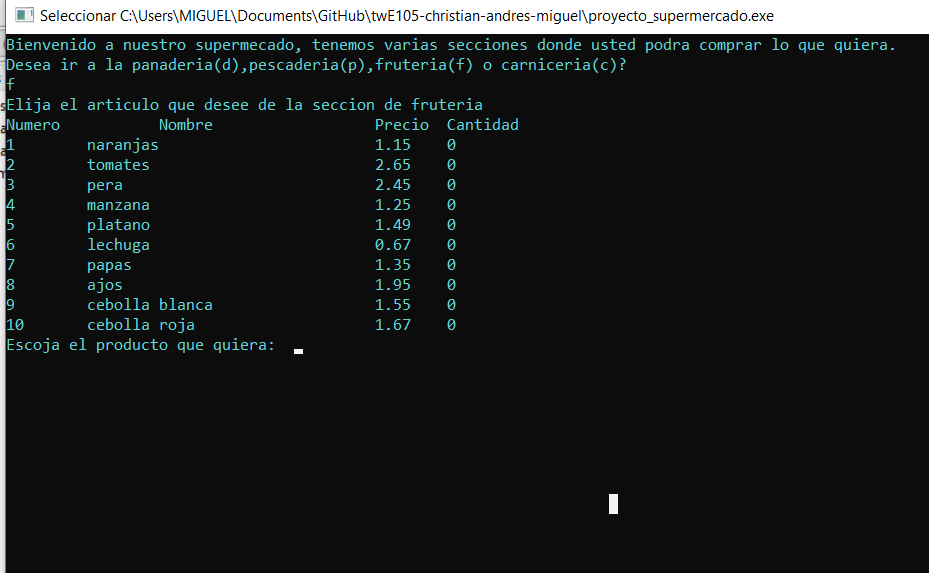 Seleccionar C:\Users\MIGUEL\Documents\GitHub\twE105-christian-andres-miguel\proyecto_supermercado.exe
Bienvenido a nuestro supermecado, tenemos varias secciones donde usted podra comprar lo que quiera.
Desea ir a la panaderia(d),pescaderia(p),fruteria(f) o carniceria(c)?
f
Elija el articulo que desee de la seccion de fruteria
Numero Nombre Precio Cantidad
1 naranjas 1.15 0
2 tomates 2.65 0
3 pera 2.45 0
4 manzana 1.25 0
5 platano 1.49 0
6 lechuga 0.67 0
7 papas 1.35 0
8 ajos 1.95 0
9 cebolla blanca 1.55 0
10 cebolla roja 1.67 0
Escoja el producto que quiera: